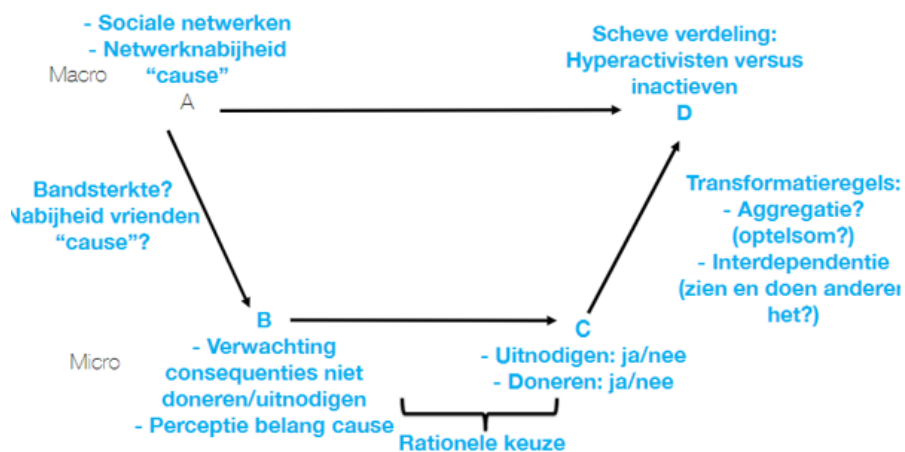 - Sociale netwerken
- Netwerknabijheid
“cause”
Macro
A
Scheve verdeling:
Hyperactivisten versus
inactieven
D
Bandsterkte?
Nabijheid vrienden
“cause”?
Transformatieregels:
- Aggregatie?
(optelsom?)
- Interdependentie
(zien en doen anderen
het?)
B
- Verwachting
consequenties niet
doneren/uitnodigen
- Perceptie belang cause
Micro
C
- Uitnodigen: ja/nee
- Doneren: ja/nee
Rationele keuze